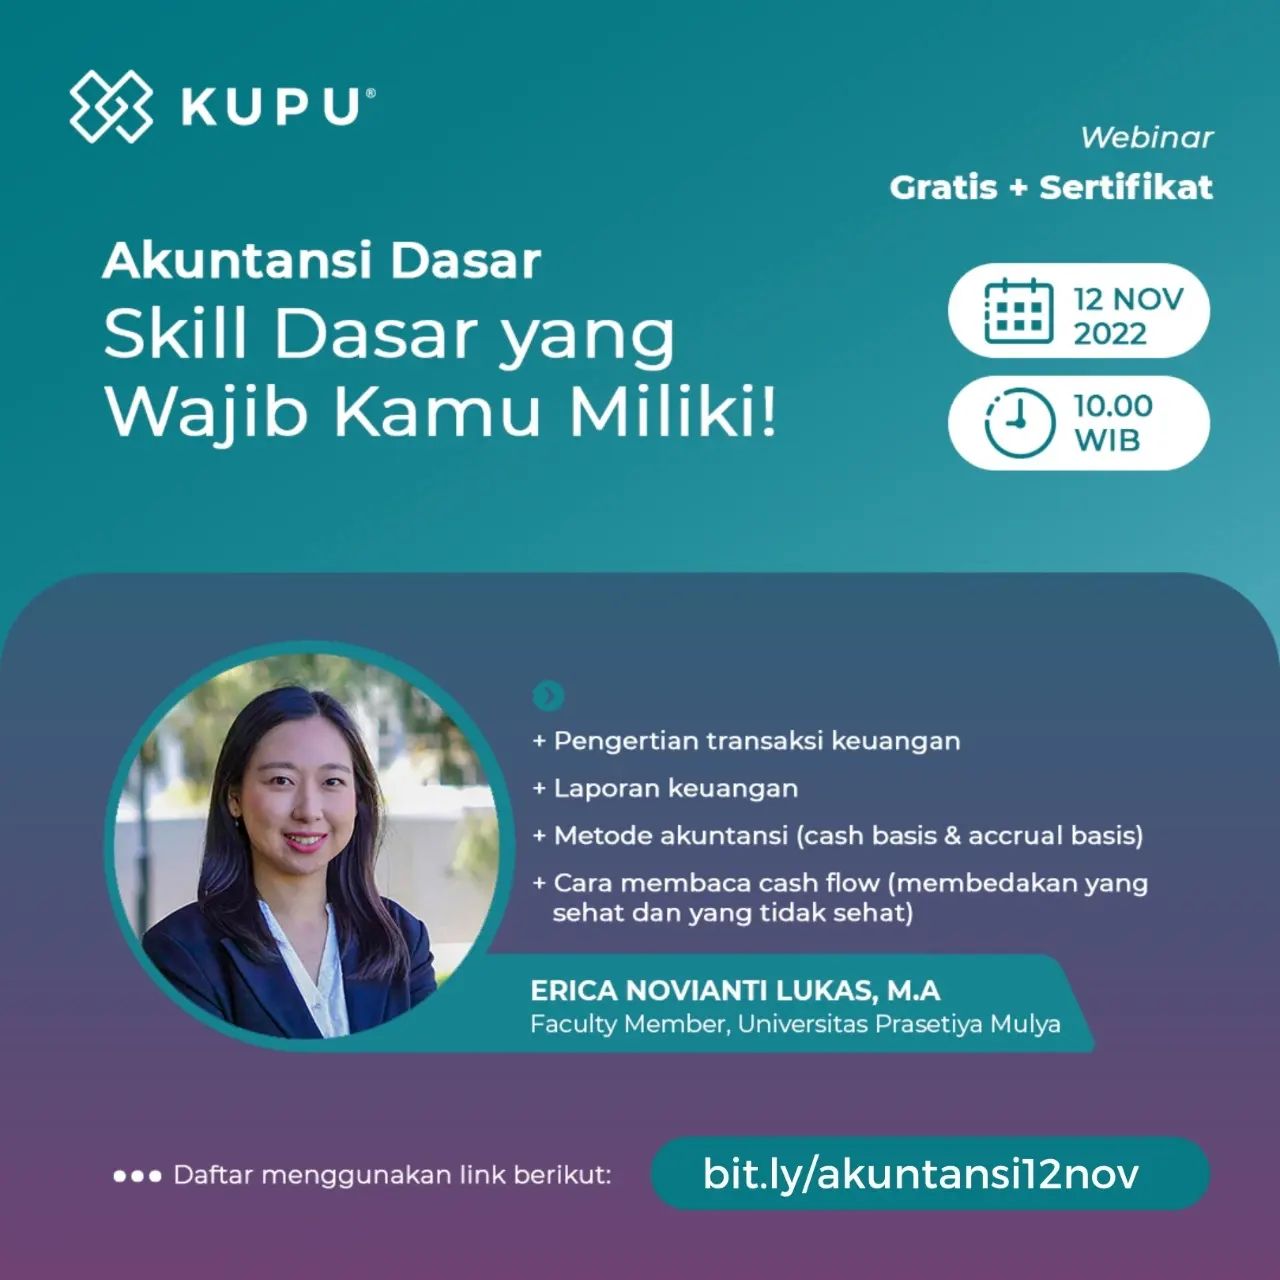 KUPU®
Webinar
Gratis + Sertifikat
Akuntansi Dasar
Skill Dasar yang
Wajib Kamu Miliki!
12 NOV
2022
10.00
WIB
+ Pengertian transaksi keuangan
+ Laporan keuangan
+ Metode akuntansi (cash basis & accrual basis)
+ Cara membaca cash flow (membedakan yang
sehat dan yang tidak sehat)
ERICA NOVIANTI LUKAS, M.A
Faculty Member, Universitas Prasetiya Mulya
Daftar menggunakan link berikut:
bit.ly/akuntansi12nov